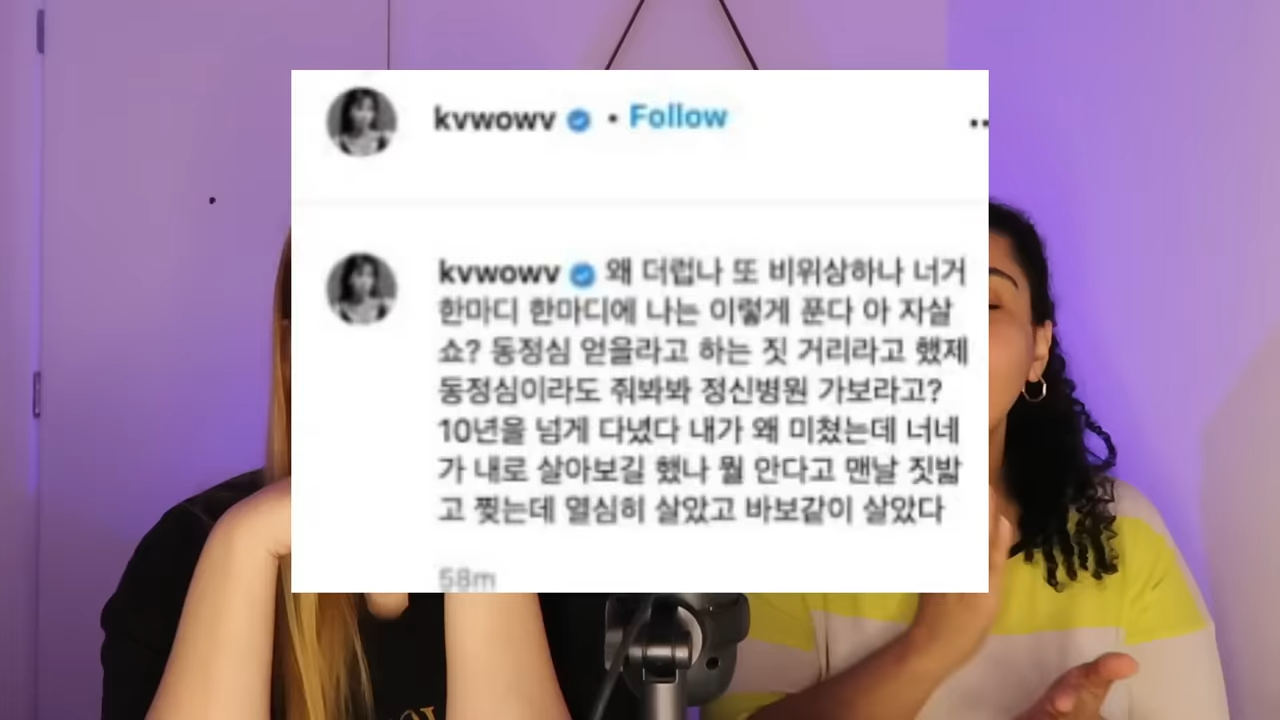 kvwowv • Follow
kvwowv 왜 더럽나 또 비위상하나 너거
한마디 한마디에 나는 이렇게 푼다 아 자살
쇼? 동정심 얻을라고 하는 짓 거리라고 했제
동정심이라도 줘봐봐 정신병원 가보라고?
10년을 넘게 다녔다 내가 왜 미쳤는데 너네
가 내로 살아보길 했나 뭘 안다고 맨날 짓밟
고 찢는데 열심히 살았고 바보같이 살았다
58m